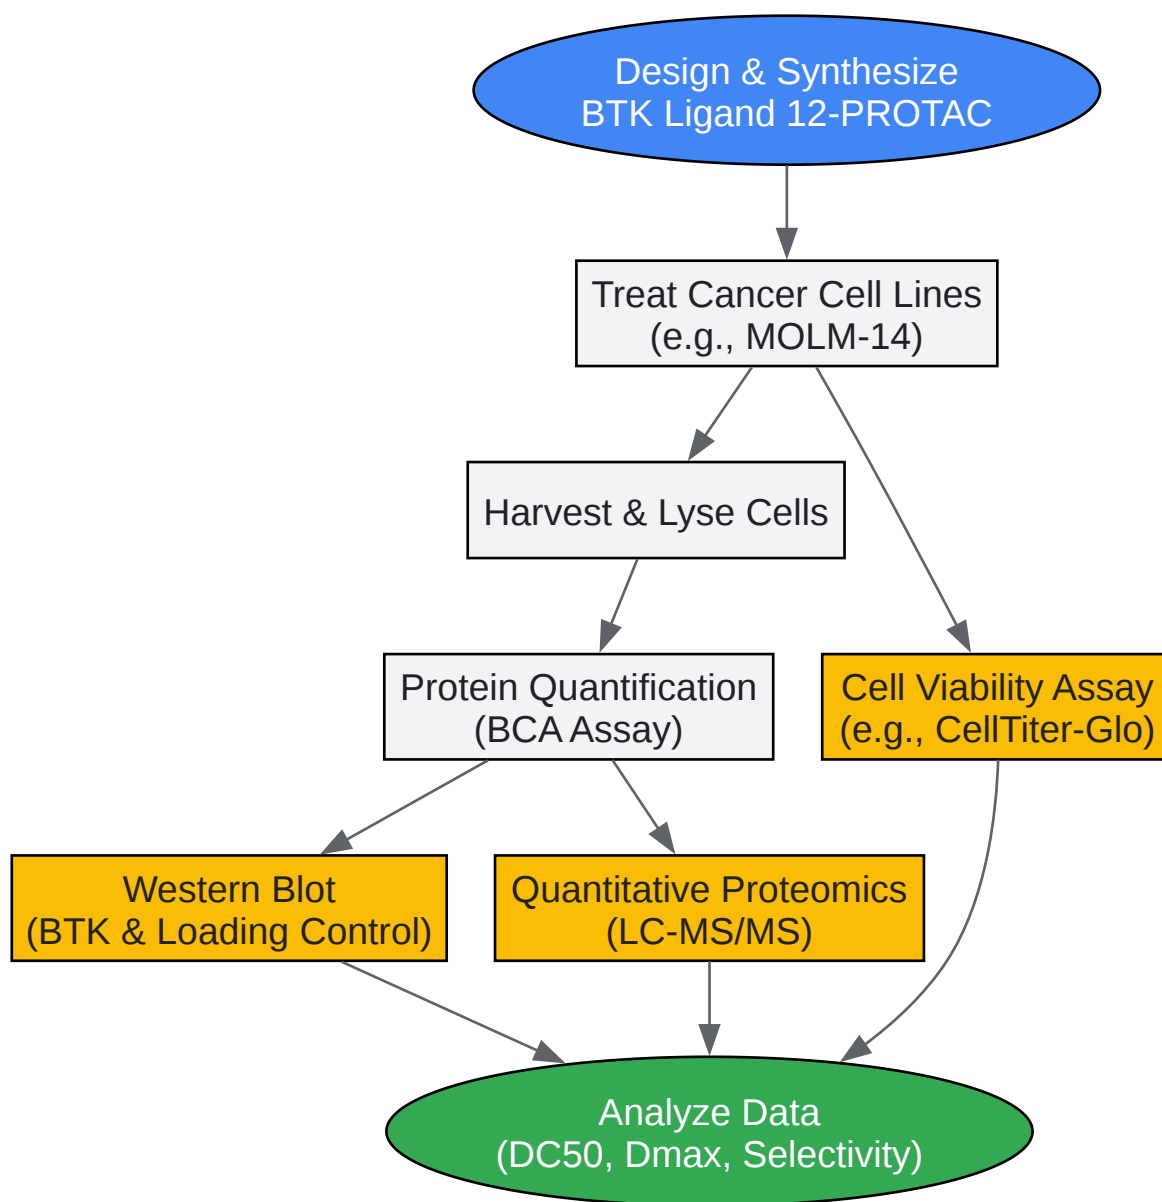 Design & Synthesize
BTK Ligand 12-PROTAC
Treat Cancer Cell Lines
(e.g., MOLM-14)
Harvest & Lyse Cells
Protein Quantification
(BCA Assay)
Cell Viability Assay
(e.g., CellTiter-Glo)
Western Blot
(BTK & Loading Control)
Quantitative Proteomics
(LC-MS/MS)
Analyze Data
(DC50, Dmax, Selectivity)